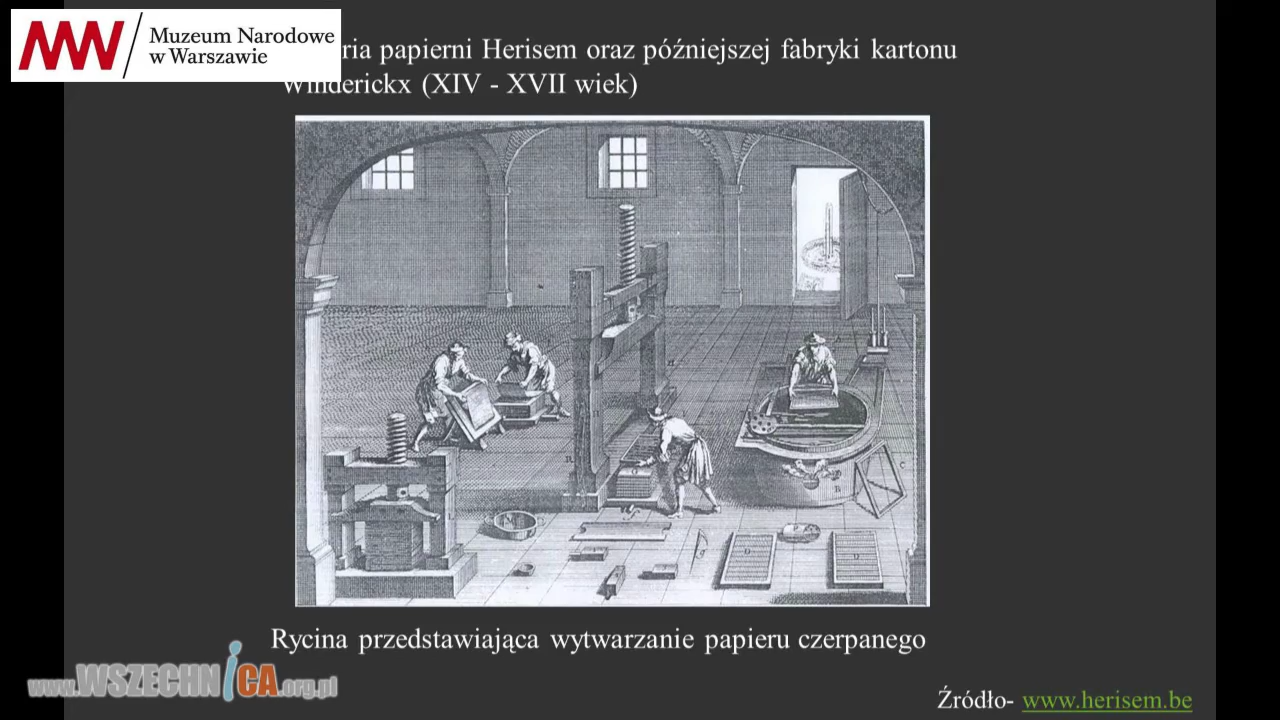 Muzeum Narodowe
w Warszawie
papierni Herisem oraz późniejszej fabryki kartonu
Winderickx (XIV - XVII wiek)
Rycina przedstawiająca wytwarzanie papieru czerpanego
www.WSZECHNICA.org.pl
Źródło- www.herisem.be